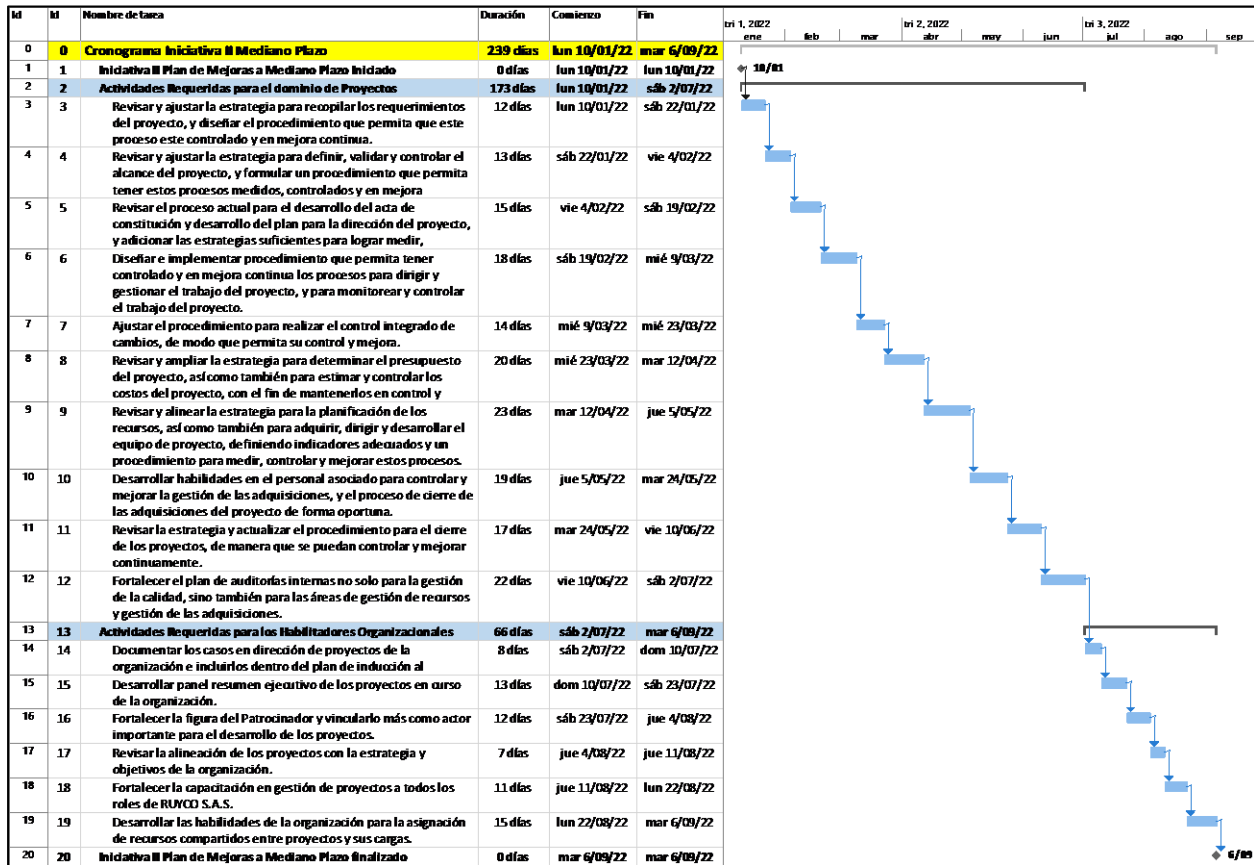 Id Id Nombre de tarea Duración Comienzo Fin tri 1, 2022 tri 2, 2022 tri 3, 2022
ene feb mar abr may jun jul ago sep
0 0 Cronograma Iniciativa II Mediano Plazo 239 días lun 10/01/22 mar 6/09/22
1 1 Iniciativa II Plan de Mejoras a Mediano Plazo Iniciado 0 días lun 10/01/22 lun 10/01/22 10/01
2 2 Actividades Requeridas para el dominio de Proyectos 173 días lun 10/01/22 sáb 2/07/22
3 3 Revisar y ajustar la estrategia para recopilar los requerimientos 12 días lun 10/01/22 sáb 22/01/22
del proyecto, y diseñar el procedimiento que permita que este
proceso este controlado y en mejora continua.
4 4 Revisar y ajustar la estrategia para definir, validar y controlar el 13 días sáb 22/01/22 vie 4/02/22
alcance del proyecto, y formular un procedimiento que permita
tener estos procesos medidos, controlados y en mejora
5 5 Revisar el proceso actual para el desarrollo del acta de 15 días vie 4/02/22 sáb 19/02/22
constitución y desarrollo del plan para la dirección del proyecto,
y adicionar las estrategias suficientes para lograr medir,
6 6 Diseñar e implementar procedimiento que permita tener 18 días sáb 19/02/22 mié 9/03/22
controlado y en mejora continua los procesos para dirigir y
gestionar el trabajo del proyecto, y para monitorear y controlar
el trabajo del proyecto.
7 7 Ajustar el procedimiento para realizar el control integrado de 14 días mié 9/03/22 mié 23/03/22
cambios, de modo que permita su control y mejora.
8 8 Revisar y ampliar la estrategia para determinar el presupuesto 20 días mié 23/03/22 mar 12/04/22
del proyecto, así como también para estimar y controlar los
costos del proyecto, con el fin de mantenerlos en control y
9 9 Revisar y alinear la estrategia para la planificación de los 23 días mar 12/04/22 jue 5/05/22
recursos, así como también para adquirir, dirigir y desarrollar el
equipo de proyecto, definiendo indicadores adecuados y un
procedimiento para medir, controlar y mejorar estos procesos.
10 10 Desarrollar habilidades en el personal asociado para controlar y 19 días jue 5/05/22 mar 24/05/22
mejorar la gestión de las adquisiciones, y el proceso de cierre de
las adquisiciones del proyecto de forma oportuna.
11 11 Revisar la estrategia y actualizar el procedimiento para el cierre 17 días mar 24/05/22 vie 10/06/22
de los proyectos, de manera que se puedan controlar y mejorar
continuamente.
12 12 Fortalecer el plan de auditorías internas no solo para la gestión 22 días vie 10/06/22 sáb 2/07/22
de la calidad, sino también para las áreas de gestión de recursos
y gestión de las adquisiciones.
13 13 Actividades Requeridas para los Habilitadores Organizacionales 66 días sáb 2/07/22 mar 6/09/22
14 14 Documentar los casos en dirección de proyectos de la 8 días sáb 2/07/22 dom 10/07/22
organización e incluirlos dentro del plan de inducción al
15 15 Desarrollar panel resumen ejecutivo de los proyectos en curso 13 días dom 10/07/22 sáb 23/07/22
de la organización.
16 16 Fortalecer la figura del Patrocinador y vincularlo más como actor 12 días sáb 23/07/22 jue 4/08/22
importante para el desarrollo de los proyectos.
17 17 Revisar la alineación de los proyectos con la estrategia y 7 días jue 4/08/22 jue 11/08/22
objetivos de la organización.
18 18 Fortalecer la capacitación en gestión de proyectos a todos los 11 días jue 11/08/22 lun 22/08/22
roles de RUYCO S.A.S.
19 19 Desarrollar las habilidades de la organización para la asignación 15 días lun 22/08/22 mar 6/09/22
de recursos compartidos entre proyectos y sus cargas.
20 20 Iniciativa II Plan de Mejoras a Mediano Plazo finalizado 0 días mar 6/09/22 mar 6/09/22 6/09